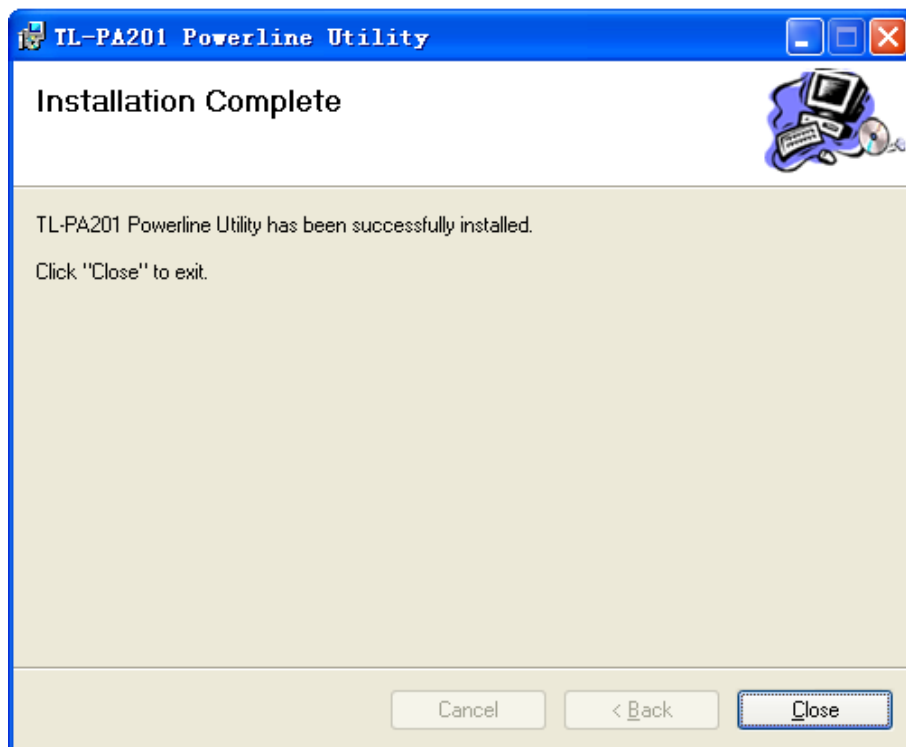 TL-PA201 Powerline Utility
Installation Complete
TL-PA201 Powerline Utility has been successfully installed.
Click "Close" to exit.
Cancel
< Back
Close